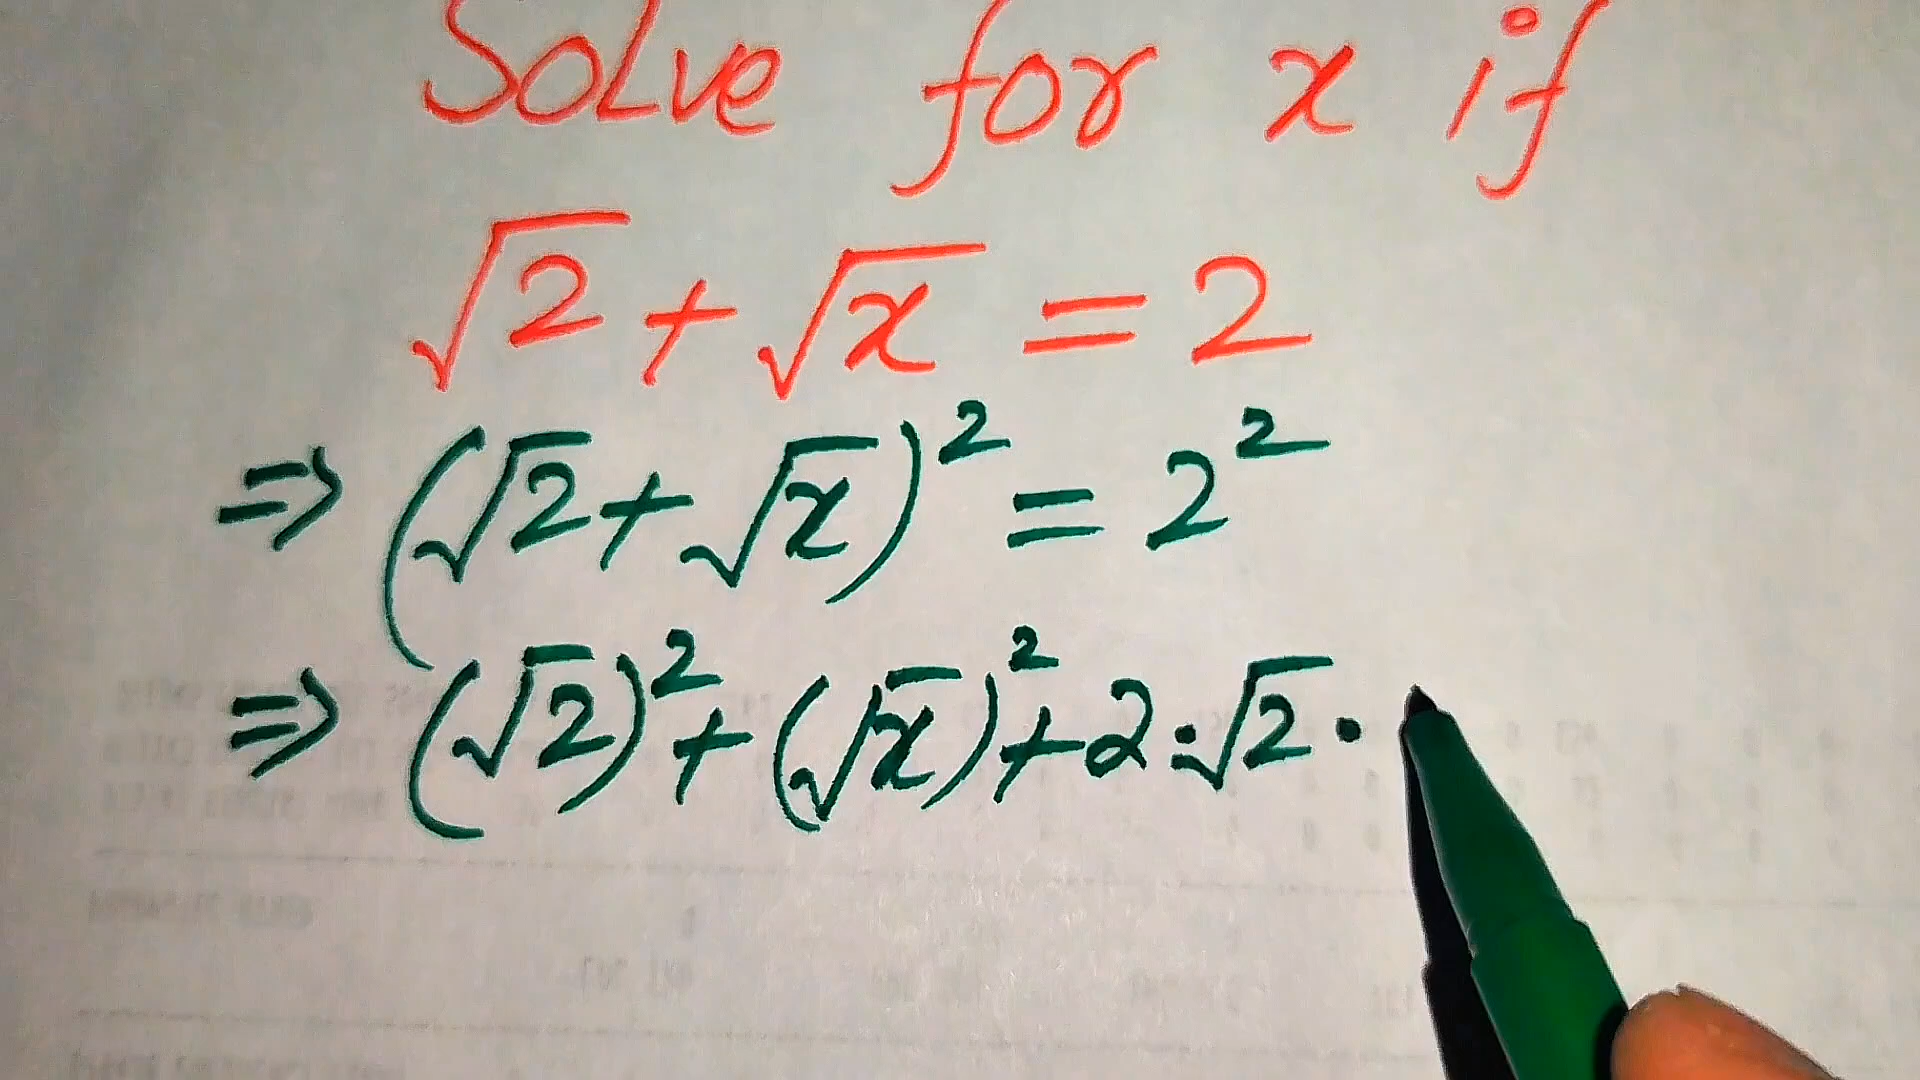 Solve for x if
√2 + √x = 2
⇒ (√2 + √x)² = 2²
⇒ (√2)² + (√x)² + 2·√2·